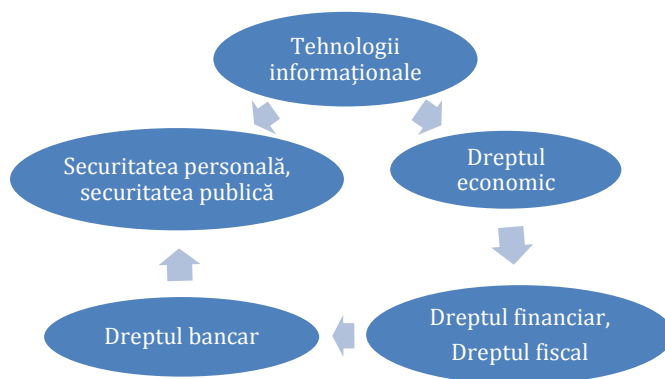 Tehnologii
informaționale
Securitatea personală,
securitatea publică
Dreptul
economic
Dreptul bancar
Dreptul financiar,
Dreptul fiscal